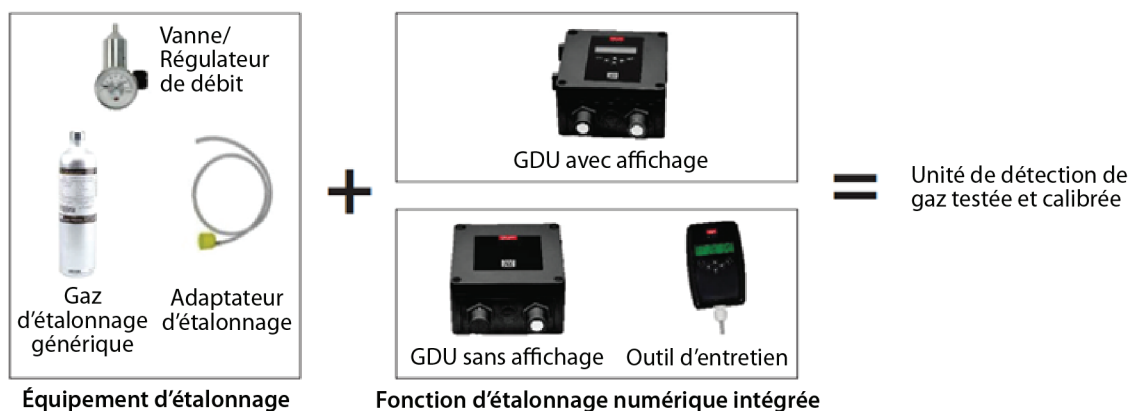 Vanne/
Régulateur
de débit
Gaz
d’étalonnage
générique
Adaptateur
d’étalonnage
Équipement d’étalonnage
+
GDU avec affichage
GDU sans affichage
Outil d’entretien
Fonction d’étalonnage numérique intégrée
=
Unité de détection de
gaz testée et calibrée